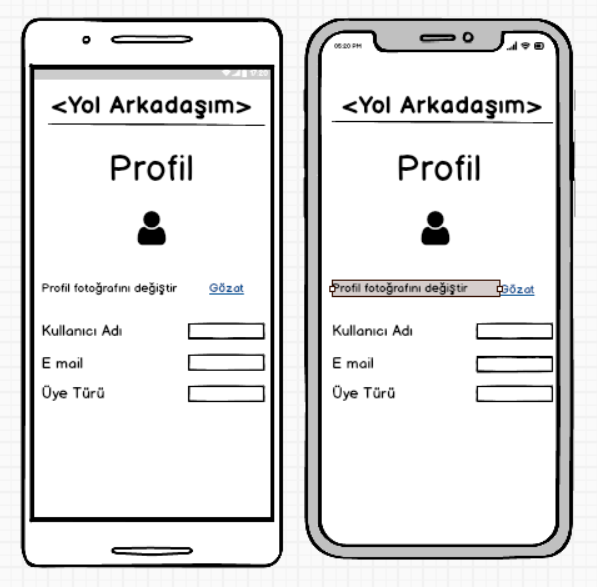 <Yol Arkadaşım>
Profil
Profil fotoğrafını değiştir Gözat
Kullanıcı Adı
E mail
Üye Türü
05:20 PM
<Yol Arkadaşım>
Profil
Profil fotoğrafını değiştir Gözat
Kullanıcı Adı
E mail
Üye Türü